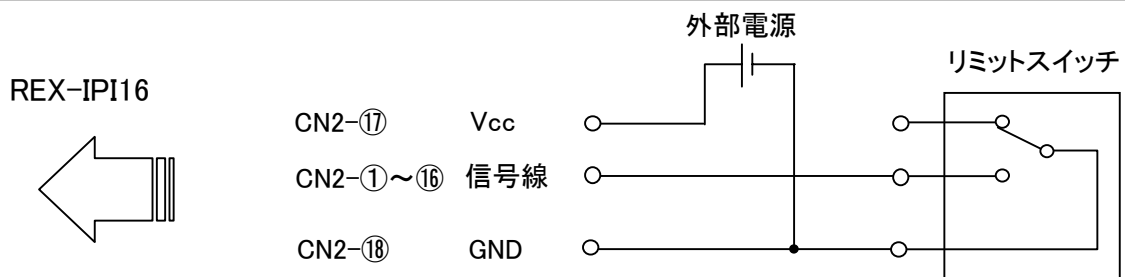 外部電源
リミットスイッチ
REX-IPI16
CN2-⑰ Vcc
CN2-①～⑯ 信号線
CN2-⑱ GND